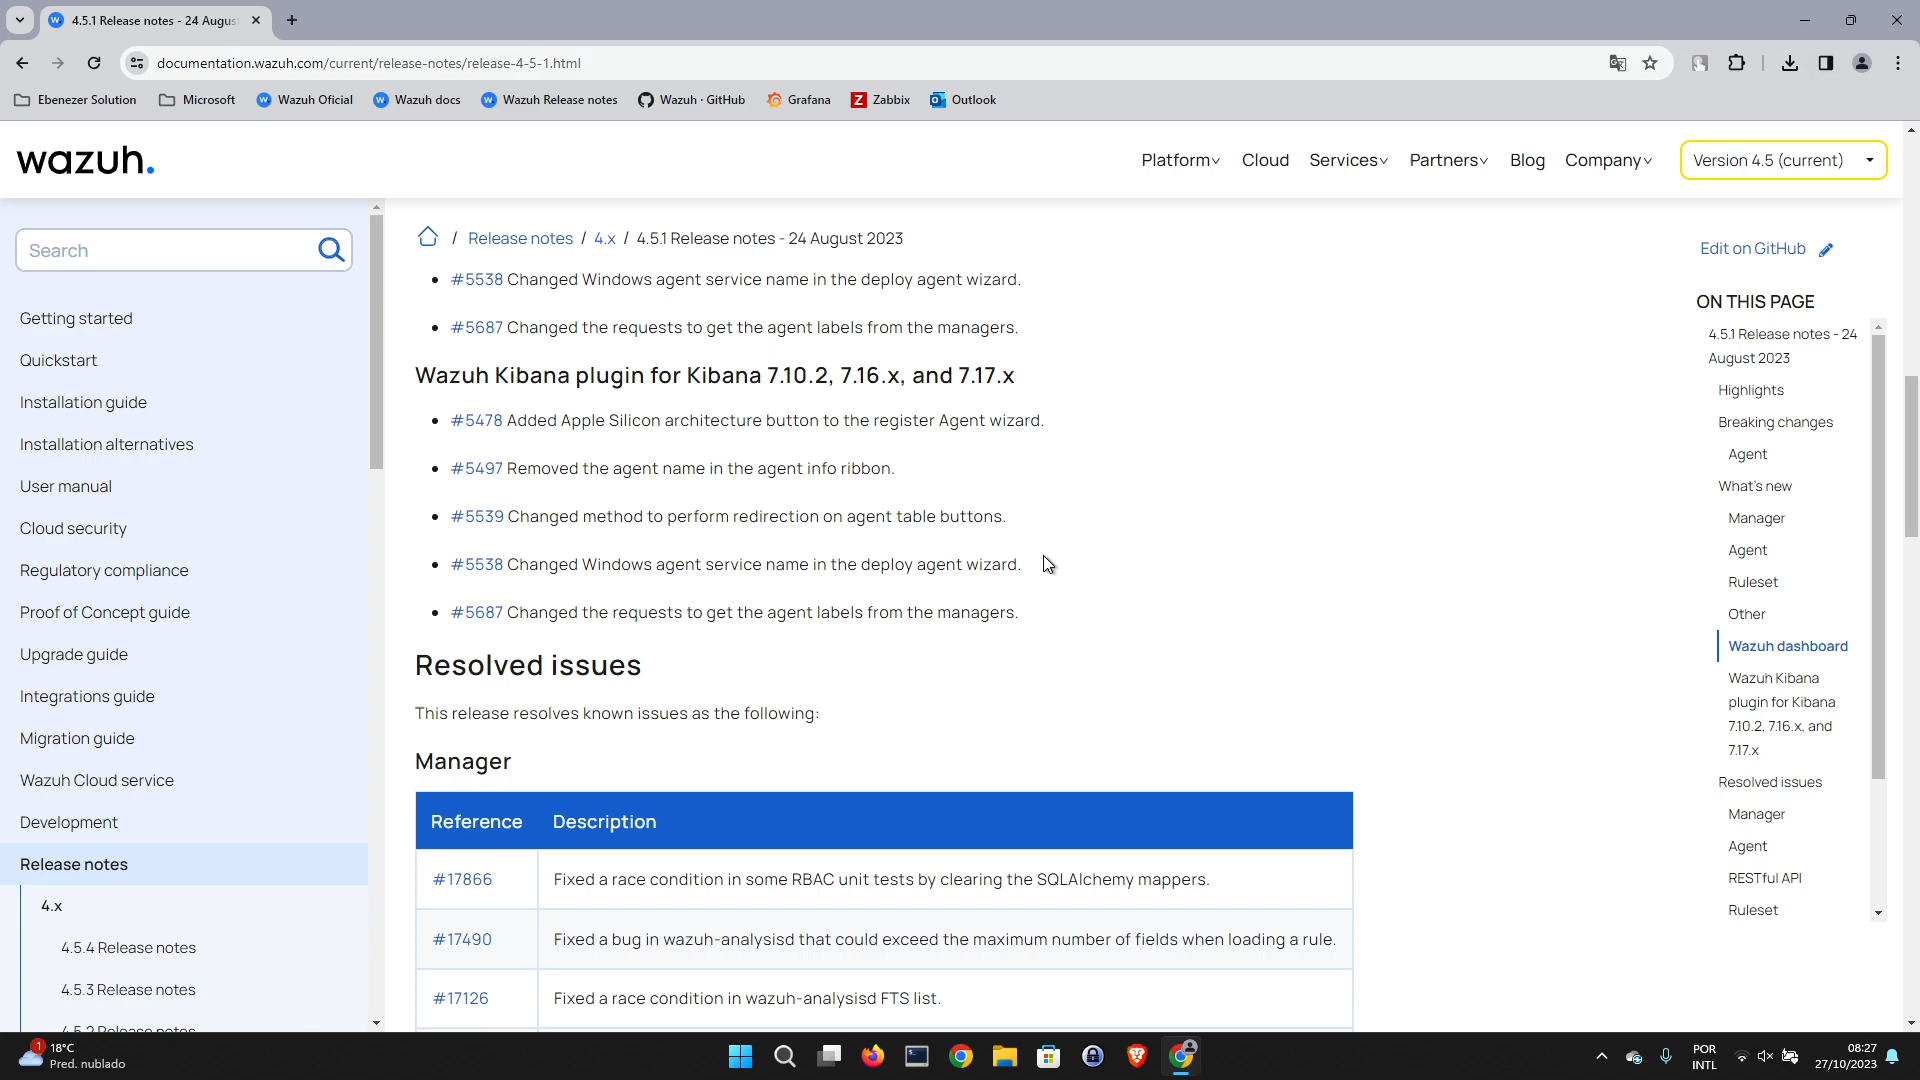 4.5.1 Release notes - 24 Augus
documentation.wazuh.com/current/release-notes/release-4-5-1.html
Ebenezer Solution
Microsoft
Wazuh Oficial
Wazuh docs
Wazuh Release notes
Wazuh · GitHub
Grafana
Zabbix
Outlook
wazuh.
Platform
Cloud
Services
Partners
Blog
Company
Version 4.5 (current)
Search
Getting started
Quickstart
Installation guide
Installation alternatives
User manual
Cloud security
Regulatory compliance
Proof of Concept guide
Upgrade guide
Integrations guide
Migration guide
Wazuh Cloud service
Development
Release notes
4.x
4.5.4 Release notes
4.5.3 Release notes
4.5.2 Release notes
/ Release notes / 4.x / 4.5.1 Release notes - 24 August 2023
• #5538 Changed Windows agent service name in the deploy agent wizard.
• #5687 Changed the requests to get the agent labels from the managers.
Wazuh Kibana plugin for Kibana 7.10.2, 7.16.x, and 7.17.x
• #5478 Added Apple Silicon architecture button to the register Agent wizard.
• #5497 Removed the agent name in the agent info ribbon.
• #5539 Changed method to perform redirection on agent table buttons.
• #5538 Changed Windows agent service name in the deploy agent wizard.
• #5687 Changed the requests to get the agent labels from the managers.
Resolved issues
This release resolves known issues as the following:
Manager
Reference Description
#17866 Fixed a race condition in some RBAC unit tests by clearing the SQLAlchemy mappers.
#17490 Fixed a bug in wazuh-analysisd that could exceed the maximum number of fields when loading a rule.
#17126 Fixed a race condition in wazuh-analysisd FTS list.
Edit on GitHub
ON THIS PAGE
4.5.1 Release notes - 24
August 2023
Highlights
Breaking changes
Agent
What's new
Manager
Agent
Ruleset
Other
Wazuh dashboard
Wazuh Kibana
plugin for Kibana
7.10.2, 7.16.x, and
7.17.x
Resolved issues
Manager
Agent
RESTful API
Ruleset
1
18°C
Pred. nublado
POR
INTL
08:27
27/10/2023